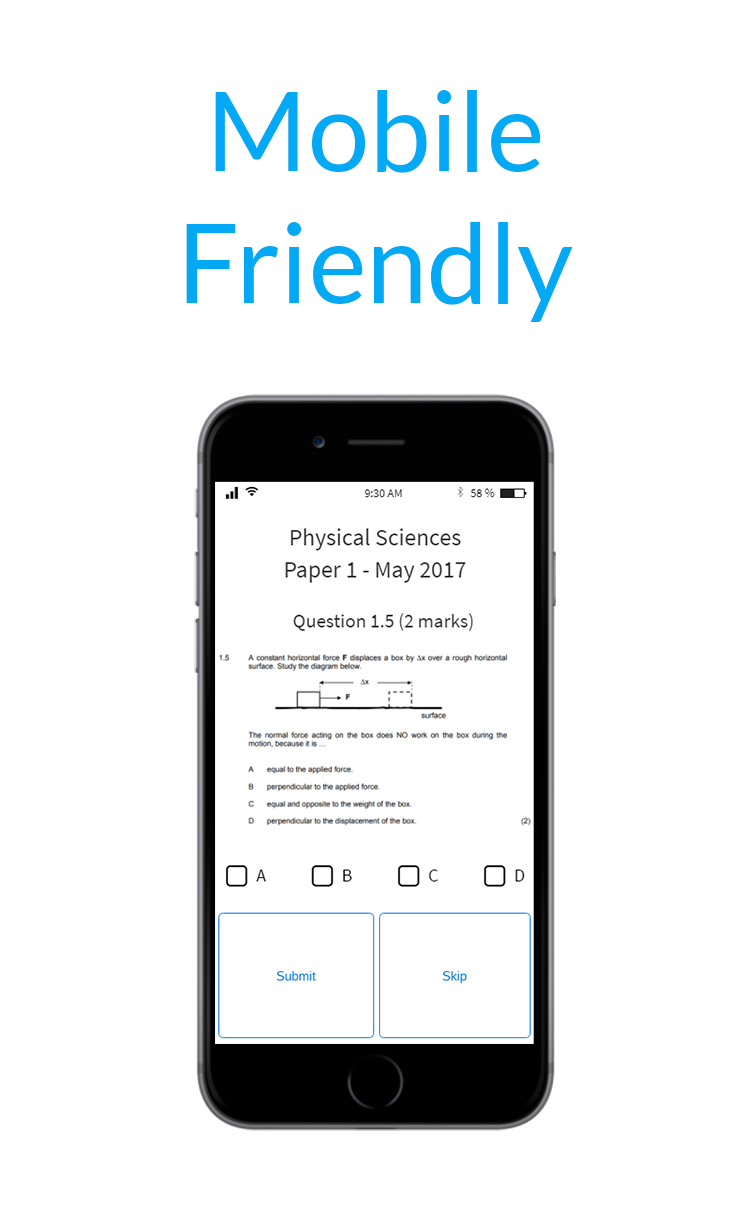 Mobile
Friendly
9:30 AM 58 %
Physical Sciences
Paper 1 - May 2017
Question 1.5 (2 marks)
1.5 A constant horizontal force F displaces a box by Δx over a rough horizontal
surface. Study the diagram below.
Δx
F
surface
The normal force acting on the box does NO work on the box during the
motion, because it is ...
A equal to the applied force.
B perpendicular to the applied force.
C equal and opposite to the weight of the box.
D perpendicular to the displacement of the box. (2)
A B C D
Submit Skip